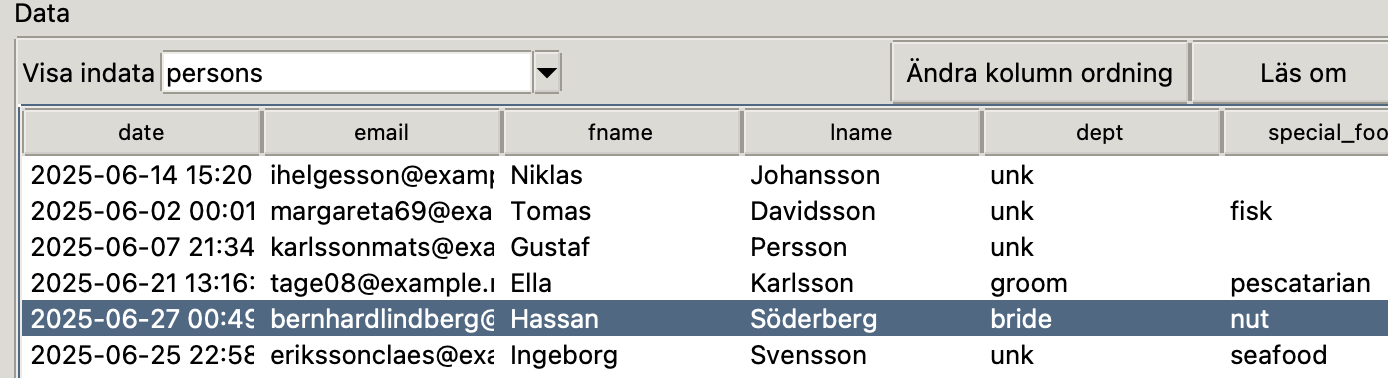 Data
Visa indata persons Ändra kolumn ordning Läs om
date email fname lname dept special_foo
2025-06-14 15:20 ihelgesson@examp Niklas Johansson unk
2025-06-02 00:01 margareta69@exa Tomas Davidsson unk fisk
2025-06-07 21:34 karlssonmats@exa Gustaf Persson unk
2025-06-21 13:16: tage08@example. Ella Karlsson groom pescatarian
2025-06-27 00:49 bernhardlindberg@ Hassan Söderberg bride nut
2025-06-25 22:58 erikssonclaes@exa Ingeborg Svensson unk seafood